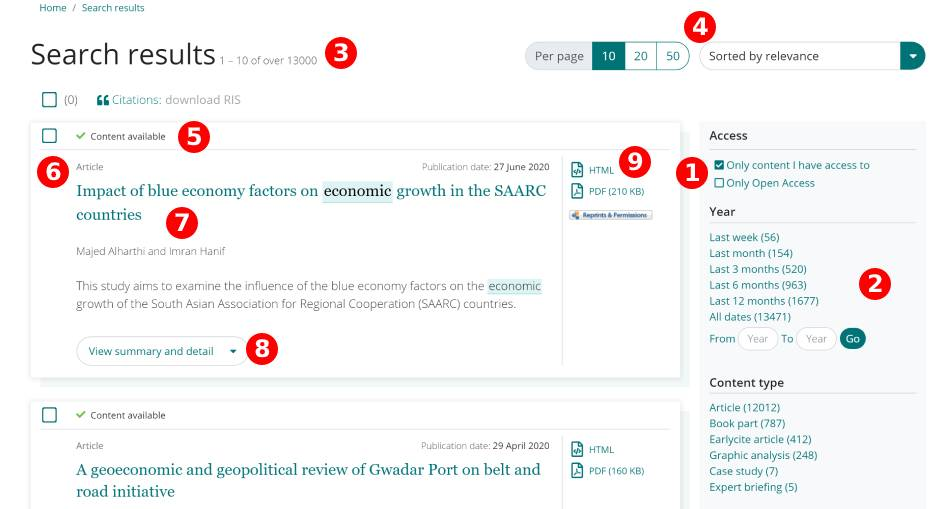 Home / Search results
4
Search results 1 – 10 of over 13000 3
Per page 10 20 50 Sorted by relevance
(0) Citations: download RIS
Content available 5
6 Article Publication date: 27 June 2020
Impact of blue economy factors on economic growth in the SAARC
countries
7
Majed Alharthi and Imran Hanif
This study aims to examine the influence of the blue economy factors on the economic
growth of the South Asian Association for Regional Cooperation (SAARC) countries.
View summary and detail 8
HTML 9
PDF (210 KB)
Reprints & Permissions
Content available
Article Publication date: 29 April 2020
A geoeconomic and geopolitical review of Gwadar Port on belt and
road initiative
HTML
PDF (160 KB)
Access
1 Only content I have access to
Only Open Access
Year
Last week (56)
Last month (154)
Last 3 months (520)
Last 6 months (963) 2
Last 12 months (1677)
All dates (13471)
From Year To Year Go
Content type
Article (12012)
Book part (787)
Earlycite article (412)
Graphic analysis (248)
Case study (7)
Expert briefing (5)